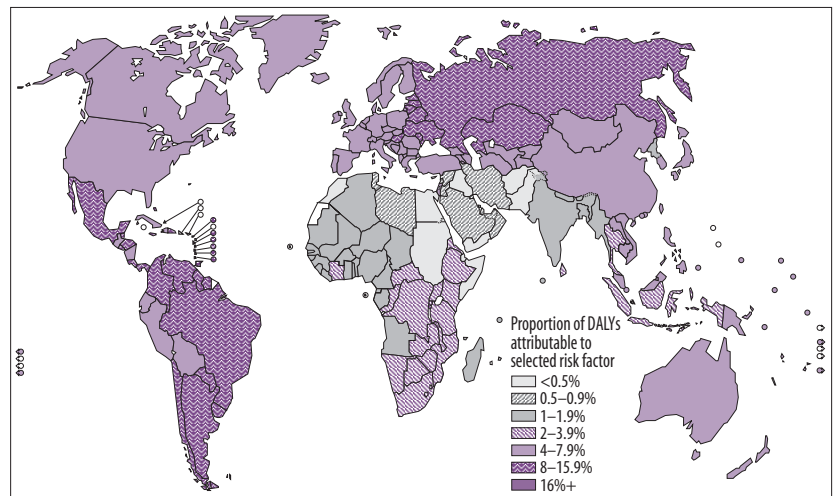 Proportion of DALYs
attributable to
selected risk factor
<0.5%
0.5–0.9%
1–1.9%
2–3.9%
4–7.9%
8–15.9%
16%+